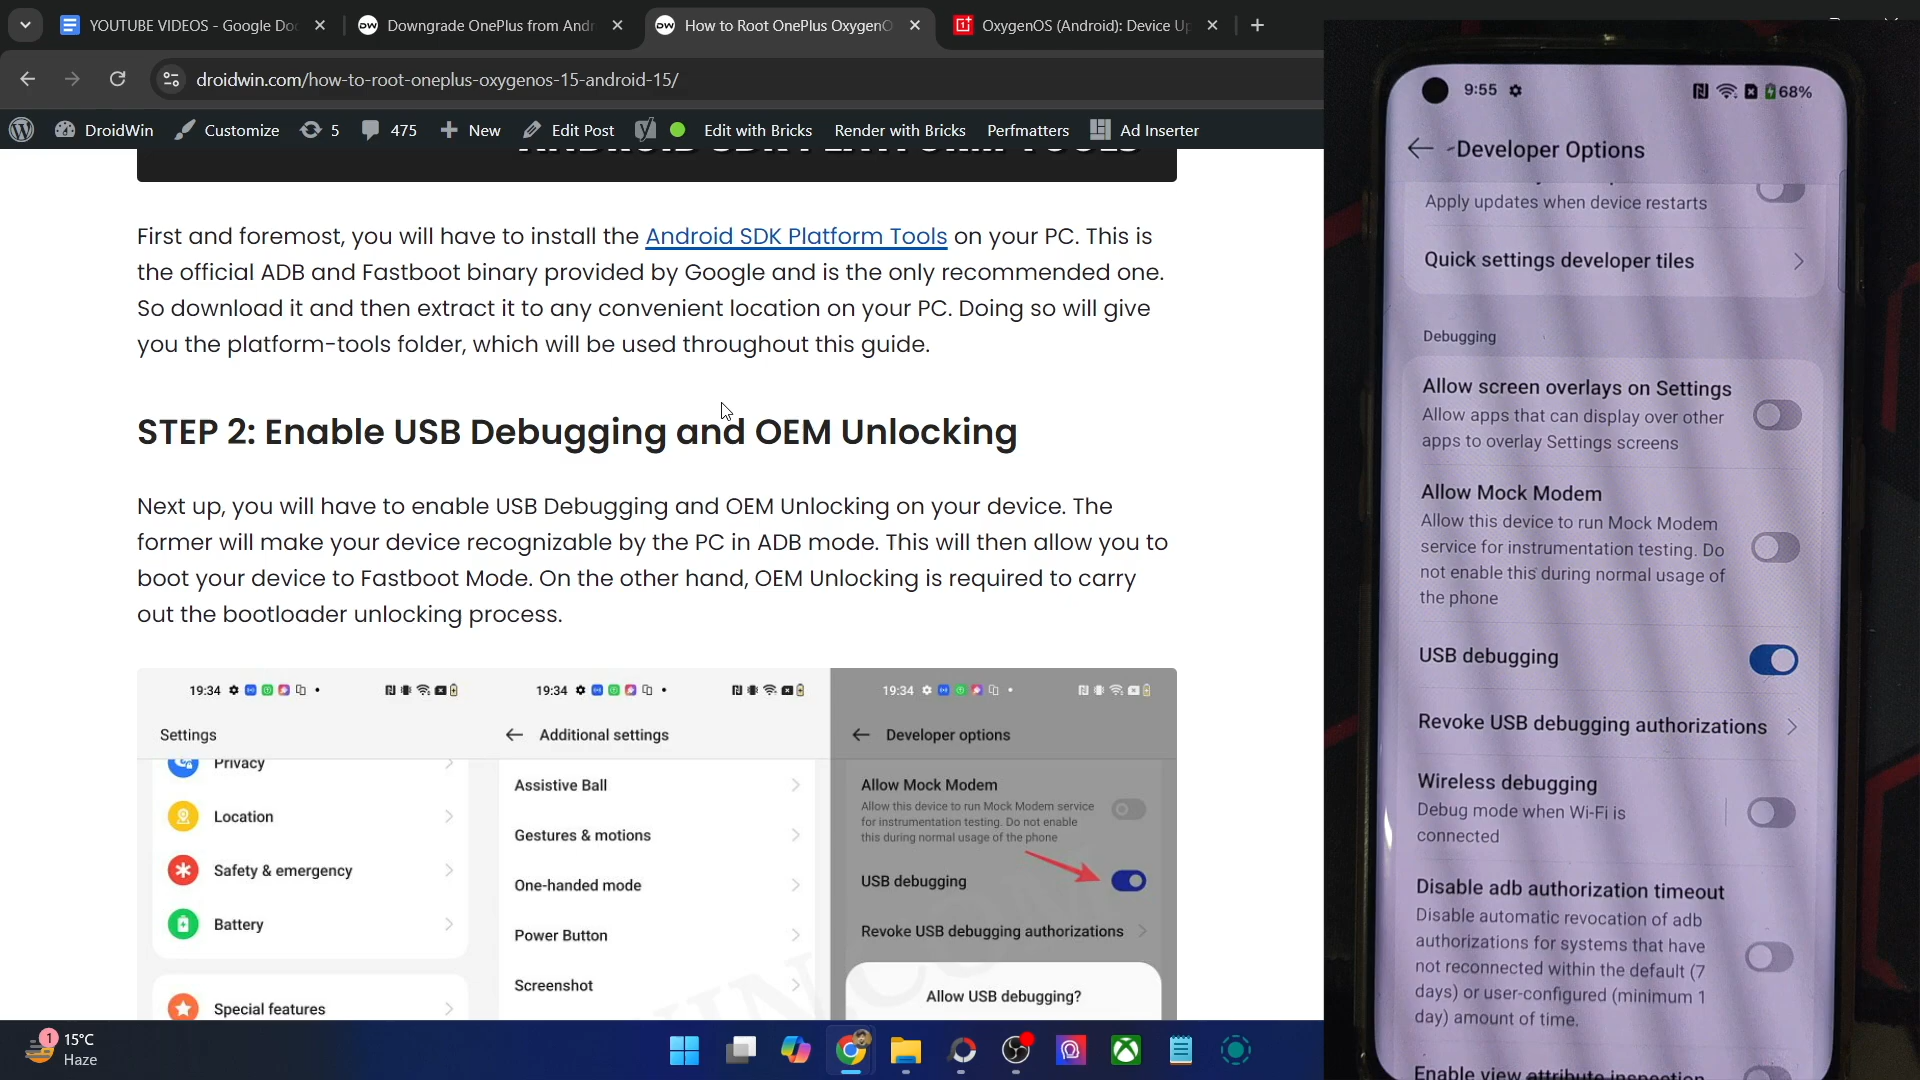 YOUTUBE VIDEOS - Google Do
Downgrade OnePlus from Andr
How to Root OnePlus OxygenO
OxygenOS (Android): Device Up
droidwin.com/how-to-root-oneplus-oxygenos-15-android-15/
DroidWin Customize 5 475 New Edit Post Edit with Bricks Render with Bricks Perfmatters Ad Inserter
ANDROID SDK PLATFORM TOOLS
First and foremost, you will have to install the Android SDK Platform Tools on your PC. This is
the official ADB and Fastboot binary provided by Google and is the only recommended one.
So download it and then extract it to any convenient location on your PC. Doing so will give
you the platform-tools folder, which will be used throughout this guide.
STEP 2: Enable USB Debugging and OEM Unlocking
Next up, you will have to enable USB Debugging and OEM Unlocking on your device. The
former will make your device recognizable by the PC in ADB mode. This will then allow you to
boot your device to Fastboot Mode. On the other hand, OEM Unlocking is required to carry
out the bootloader unlocking process.
19:34
Settings
Privacy
Location
Safety & emergency
Battery
Special features
19:34
Additional settings
Assistive Ball
Gestures & motions
One-handed mode
Power Button
Screenshot
19:34
Developer options
Allow Mock Modem
Allow this device to run Mock Modem service
for instrumentation testing. Do not enable
this during normal usage of the phone
USB debugging
Revoke USB debugging authorizations
Allow USB debugging?
9:55 68%
Developer Options
Apply updates when device restarts
Quick settings developer tiles
Debugging
Allow screen overlays on Settings
Allow apps that can display over other
apps to overlay Settings screens
Allow Mock Modem
Allow this device to run Mock Modem
service for instrumentation testing. Do
not enable this during normal usage of
the phone
USB debugging
Revoke USB debugging authorizations
Wireless debugging
Debug mode when Wi-Fi is
connected
Disable adb authorization timeout
Disable automatic revocation of adb
authorizations for systems that have
not reconnected within the default (7
days) or user-configured (minimum 1
day) amount of time.
Enable view attribute inspection
1
15°C
Haze